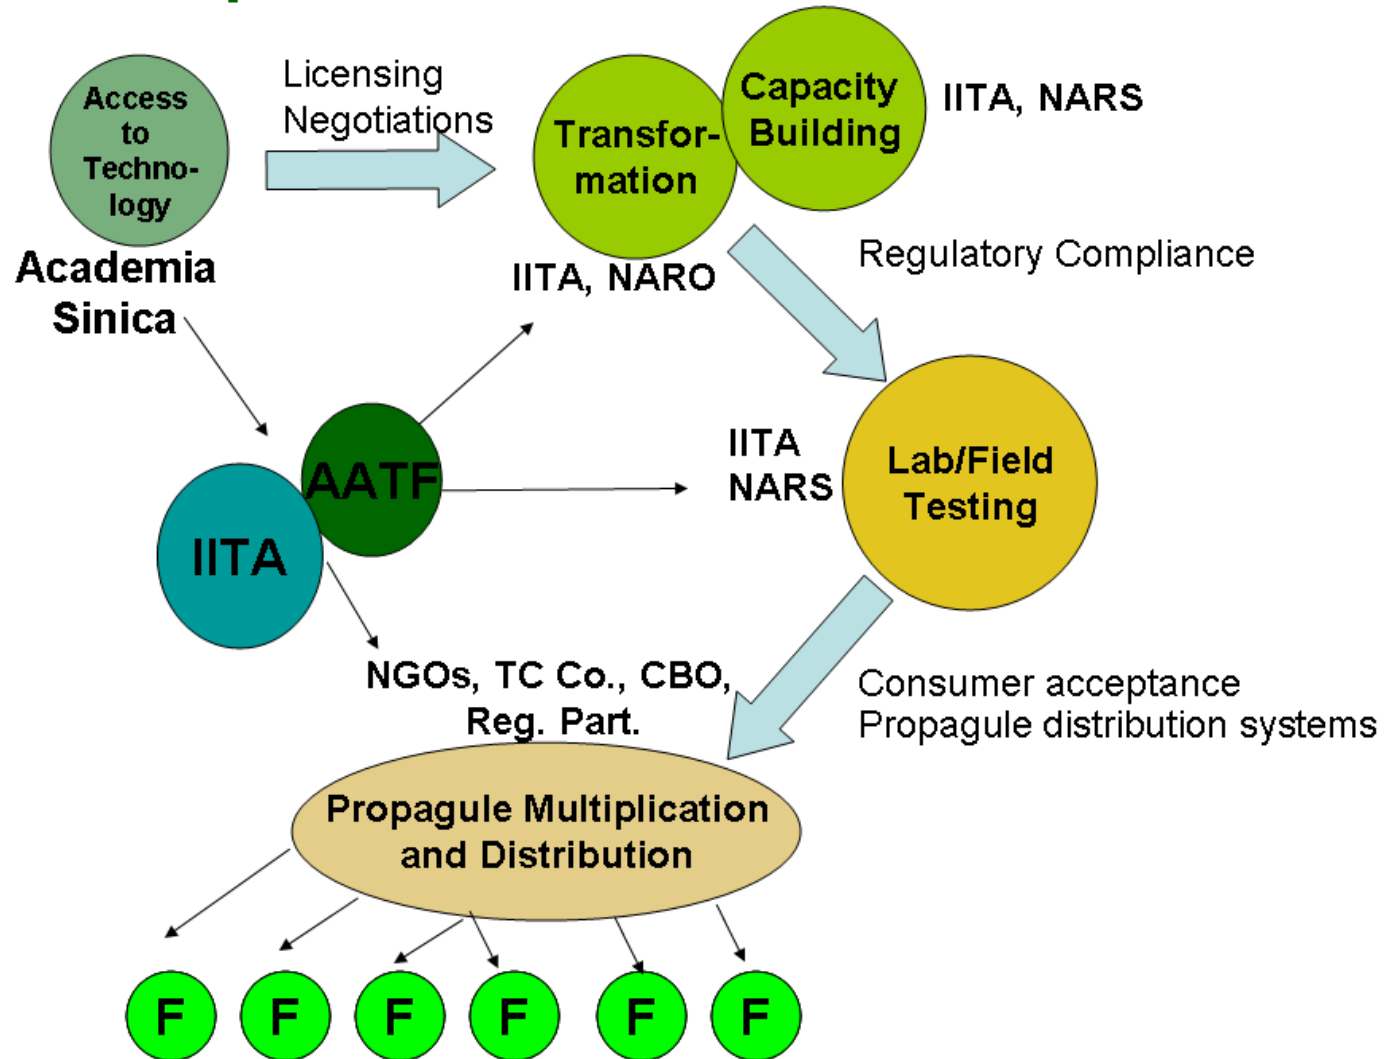 Access
to
Techno-
logy
Academia
Sinica
Licensing
Negotiations
Transfor-
mation
IITA, NARO
Capacity
Building
IITA, NARS
Regulatory Compliance
AATF
IITA
IITA
NARS
Lab/Field
Testing
NGOs, TC Co., CBO,
Reg. Part.
Consumer acceptance
Propagule distribution systems
Propagule Multiplication
and Distribution
F F F F F F